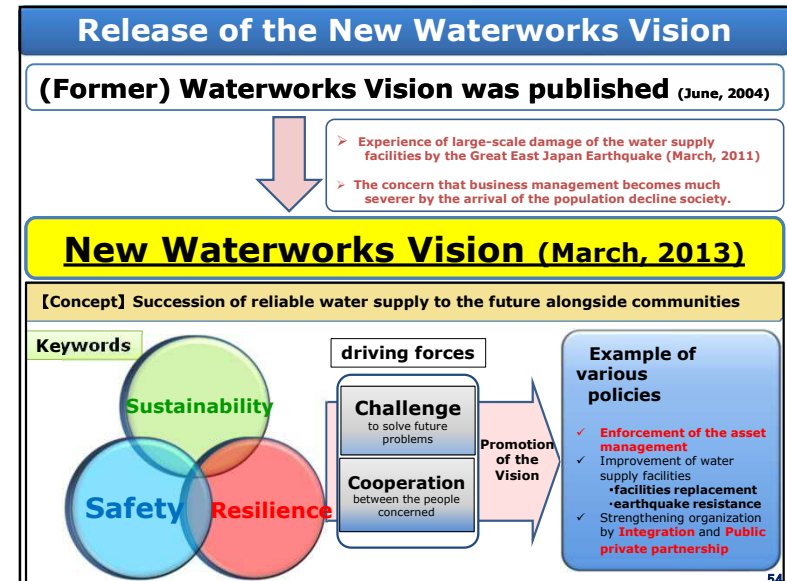 Release of the New Waterworks Vision
(Former) Waterworks Vision was published (June, 2004)
➢ Experience of large-scale damage of the water supply
facilities by the Great East Japan Earthquake (March, 2011)
➢ The concern that business management becomes much
severer by the arrival of the population decline society.
New Waterworks Vision (March, 2013)
【Concept】Succession of reliable water supply to the future alongside communities
Keywords
Sustainability
Safety
Resilience
driving forces
Challenge
to solve future
problems
Cooperation
between the people
concerned
Promotion
of the
Vision
Example of
various
policies
✓ Enforcement of the asset
management
✓ Improvement of water
supply facilities
・facilities replacement
・earthquake resistance
✓ Strengthening organization
by Integration and Public
private partnership
54